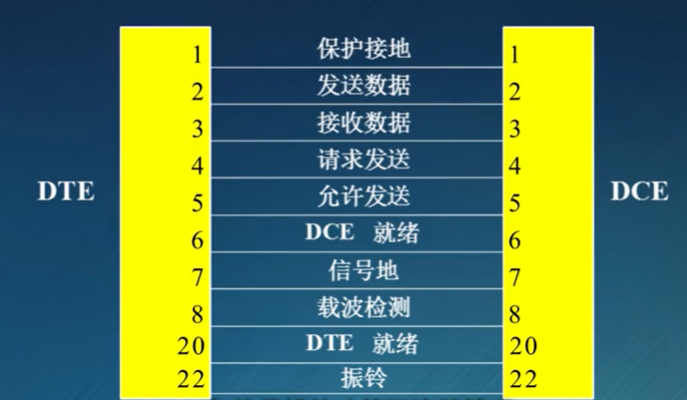 1 保护接地 1
2 发送数据 2
3 接收数据 3
4 请求发送 4
DTE DCE
5 允许发送 5
6 DCE 就绪 6
7 信号地 7
8 载波检测 8
20 DTE 就绪 20
22 振铃 22